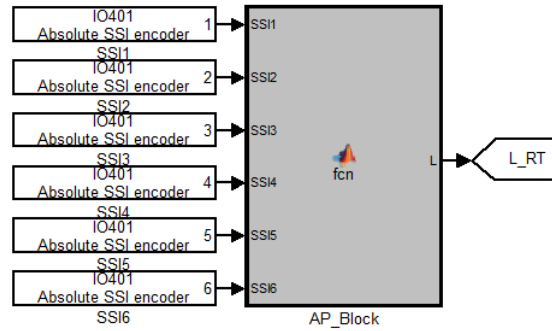 IO401
Absolute SSI encoder 1
SSI1
IO401
Absolute SSI encoder 2
SSI2
IO401
Absolute SSI encoder 3
SSI3
IO401
Absolute SSI encoder 4
SSI4
IO401
Absolute SSI encoder 5
SSI5
IO401
Absolute SSI encoder 6
SSI6
SSI1
SSI2
SSI3
SSI4
SSI5
SSI6
fcn
L
AP_Block
L_RT